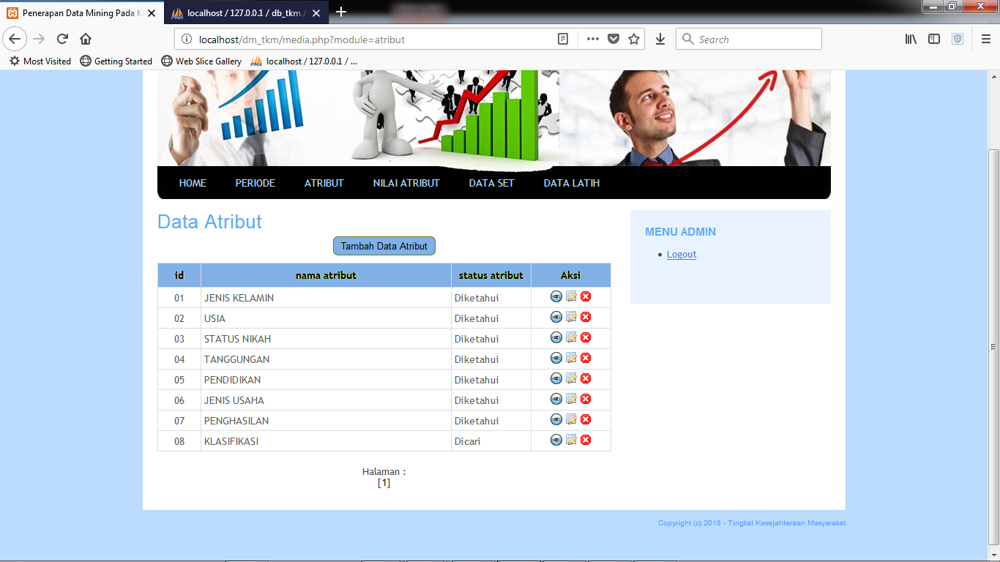 Penerapan Data Mining Pada K
localhost / 127.0.0.1 / db_tkm /
localhost/dm_tkm/media.php?module=atribut
Search
Most Visited
Getting Started
Web Slice Gallery
localhost / 127.0.0.1 / ...
HOME PERIODE ATRIBUT NILAI ATRIBUT DATA SET DATA LATIH
Data Atribut
Tambah Data Atribut
id nama atribut status atribut Aksi
01 JENIS KELAMIN Diketahui
02 USIA Diketahui
03 STATUS NIKAH Diketahui
04 TANGGUNGAN Diketahui
05 PENDIDIKAN Diketahui
06 JENIS USAHA Diketahui
07 PENGHASILAN Diketahui
08 KLASIFIKASI Dicari
Halaman :
[1]
MENU ADMIN
Logout
Copyright (c) 2018 - Tingkat Kesejahteraan Masyarakat